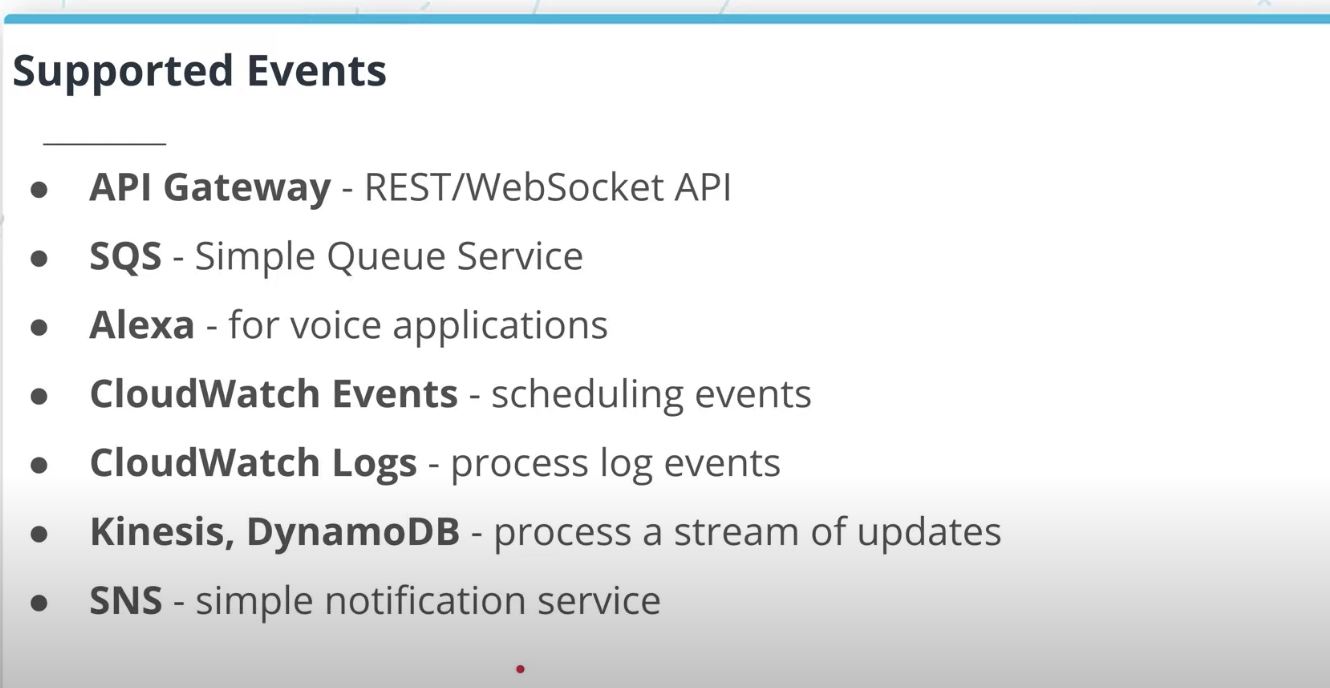 Supported Events
● API Gateway - REST/WebSocket API
● SQS - Simple Queue Service
● Alexa - for voice applications
● CloudWatch Events - scheduling events
● CloudWatch Logs - process log events
● Kinesis, DynamoDB - process a stream of updates
● SNS - simple notification service